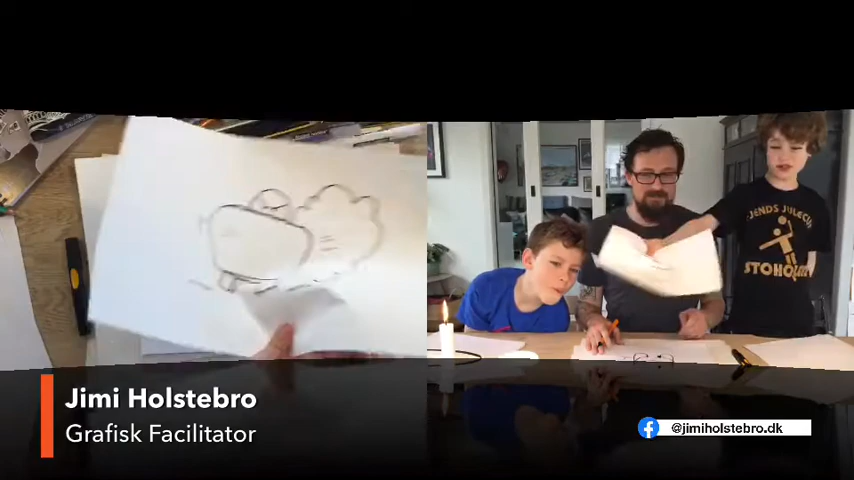 JENDS JULECUP
STOHOLM
Jimi Holstebro
Grafisk Facilitator
@jimiholstebro.dk